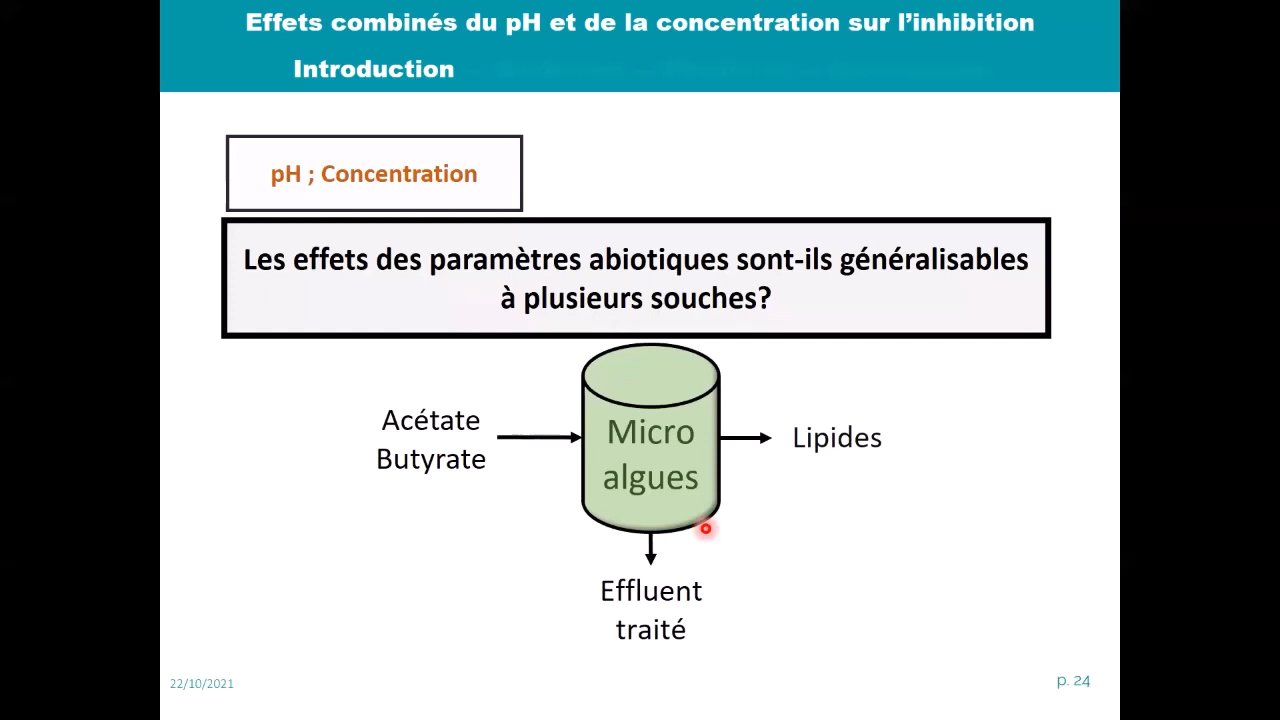 Effets combinés du pH et de la concentration sur l’inhibition
Introduction
pH ; Concentration
Les effets des paramètres abiotiques sont-ils généralisables
à plusieurs souches?
Acétate
Butyrate
Micro
algues
Lipides
Effluent
traité
22/10/2021
p. 24